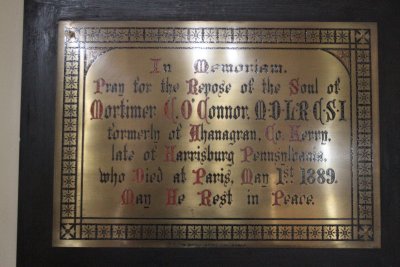 In Memoriam.
Pray for the Repose of the Soul of
Mortimer C. O'Connor, M·D·L·R·C·S·I
formerly of Ahanagran, Co. Kerry,
late of Harrisburg Pennsylvania,
who Died at Paris, May 1st 1889.
May He Rest in Peace.